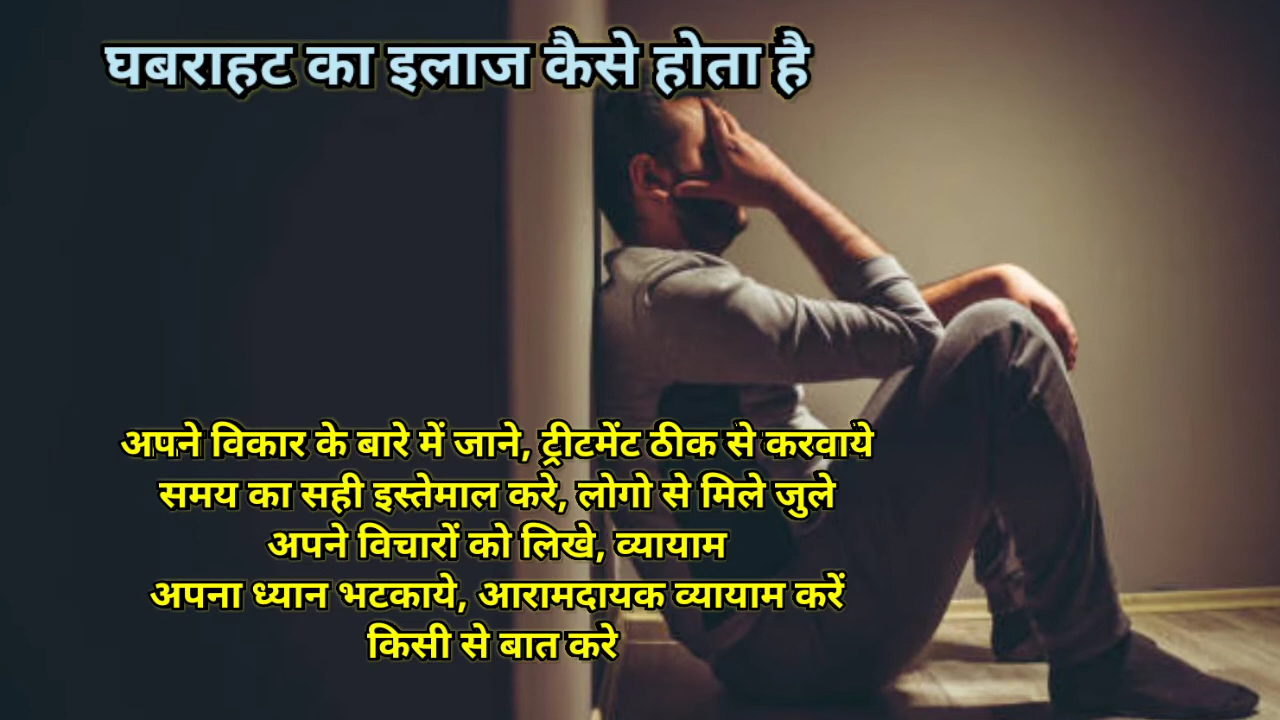 घबराहट का इलाज कैसे होता है
अपने विकार के बारे में जाने, ट्रीटमेंट ठीक से करवाये
समय का सही इस्तेमाल करे, लोगो से मिले जुले
अपने विचारों को लिखे, व्यायाम
अपना ध्यान भटकाये, आरामदायक व्यायाम करें
किसी से बात करे